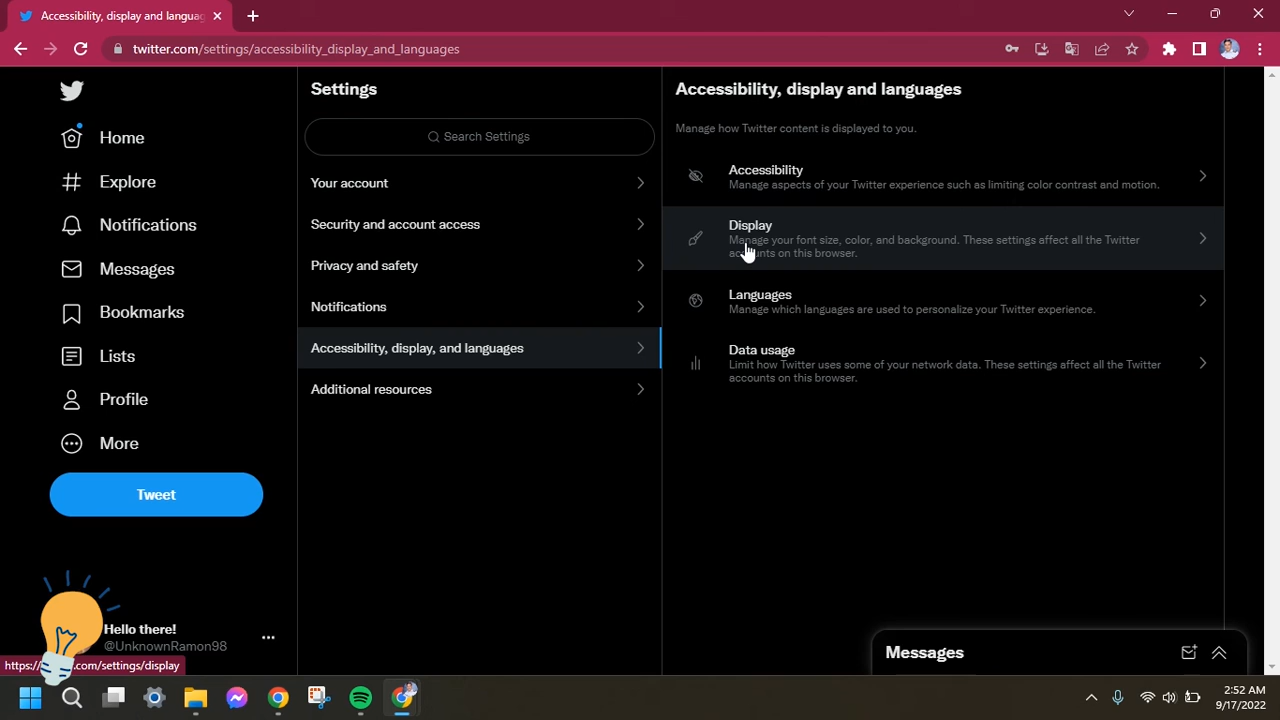 Accessibility, display and languag
twitter.com/settings/accessibility_display_and_languages
Home
Explore
Notifications
Messages
Bookmarks
Lists
Profile
More
Tweet
Hello there!
@UnknownRamon98
Settings
Search Settings
Your account
Security and account access
Privacy and safety
Notifications
Accessibility, display, and languages
Additional resources
Accessibility, display and languages
Manage how Twitter content is displayed to you.
Accessibility
Manage aspects of your Twitter experience such as limiting color contrast and motion.
Display
Manage your font size, color, and background. These settings affect all the Twitter
accounts on this browser.
Languages
Manage which languages are used to personalize your Twitter experience.
Data usage
Limit how Twitter uses some of your network data. These settings affect all the Twitter
accounts on this browser.
Messages
.com/settings/display
2:52 AM
9/17/2022